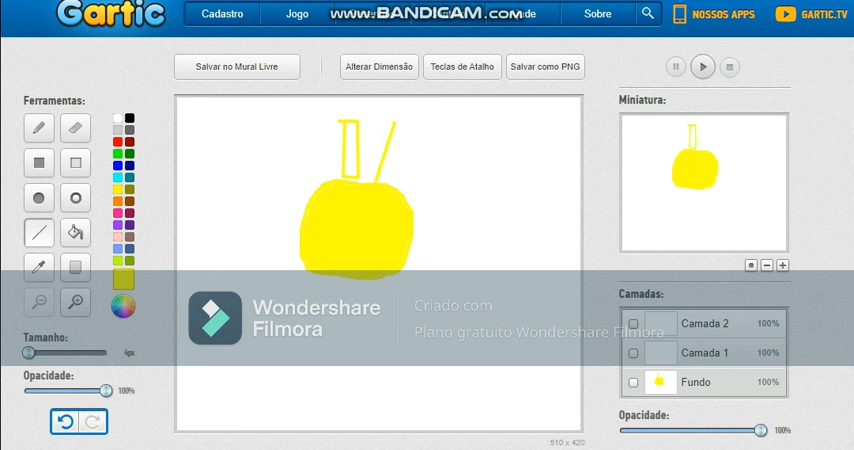 Gartic
Cadastro Jogo Sobre
www.BANDICAM.com
NOSSOS APPS GARTIC.TV
Salvar no Mural Livre Alterar Dimensão Teclas de Atalho Salvar como PNG
Ferramentas:
Miniatura:
Wondershare
Filmora
Criado com
Plano gratuito Wondershare Filmora
Camadas:
Camada 2 100%
Camada 1 100%
Fundo 100%
Tamanho:
4px
Opacidade:
100%
Opacidade:
100%
510 x 420